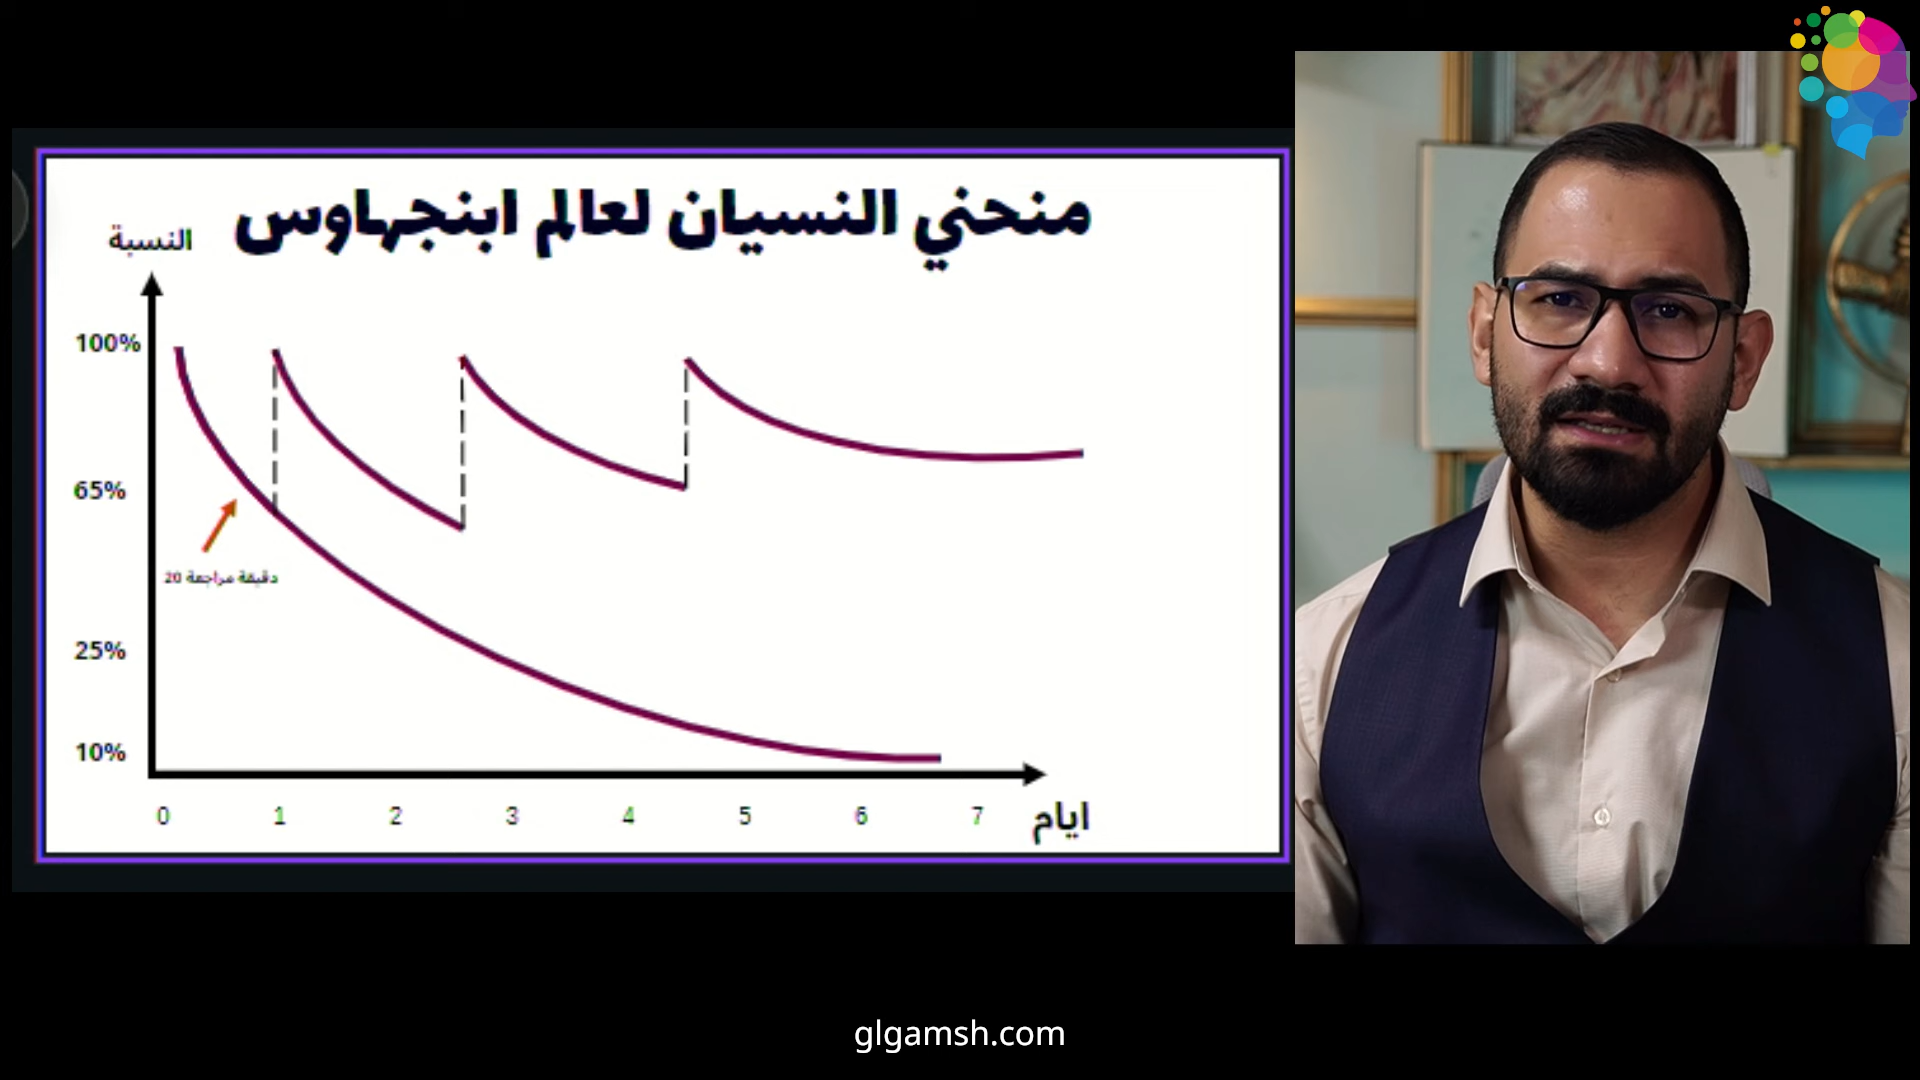 منحني النسيان لعالم ابنجهاوس
النسبة
100%
65%
25%
10%
20 دقيقة مراجعة
0 1 2 3 4 5 6 7
ايام
glgamsh.com